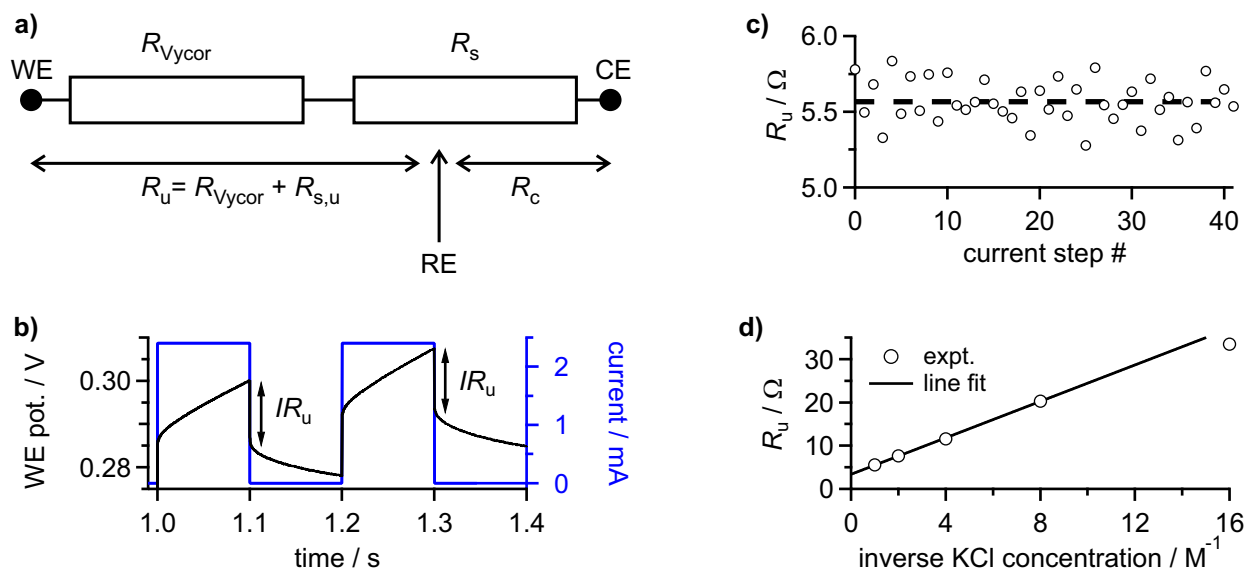 a)
R_Vycor
R_s
WE
CE
R_u = R_Vycor + R_s,u
R_c
RE
b)
WE pot. / V
0.30
0.28
IR_u
IR_u
2
1
0
current / mA
1.0
1.1
1.2
1.3
1.4
time / s
c)
R_u / Ω
6.0
5.5
5.0
0
10
20
30
40
current step #
d)
R_u / Ω
30
20
10
0
expt.
line fit
0
4
8
12
16
inverse KCl concentration / M⁻¹